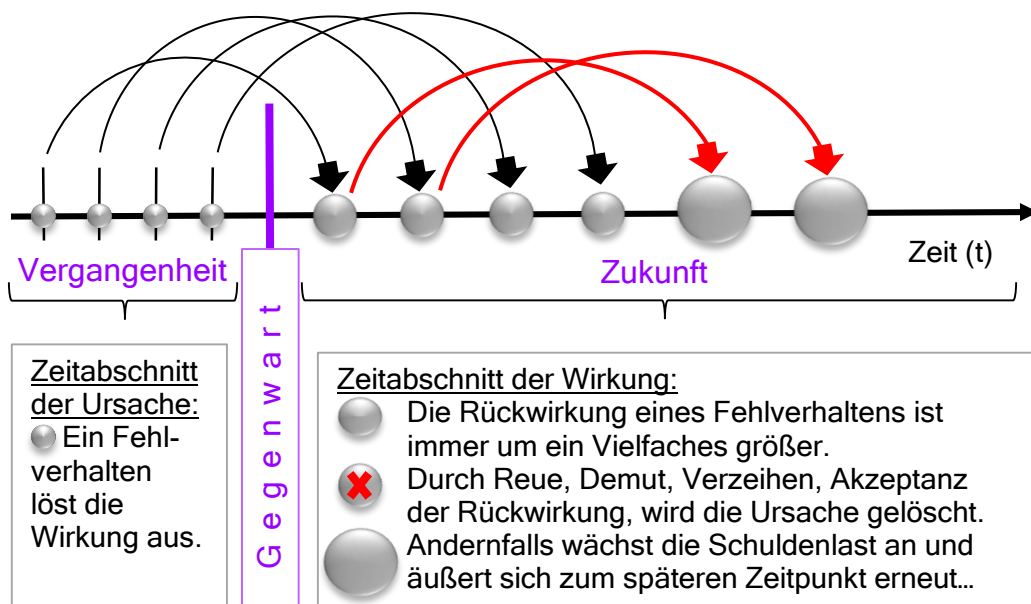 Zeit (t)
Vergangenheit
Zukunft
Gegenwart
Zeitabschnitt
der Ursache:
Ein Fehl-
verhalten
löst die
Wirkung aus.
Zeitabschnitt der Wirkung:
Die Rückwirkung eines Fehlverhaltens ist
immer um ein Vielfaches größer.
Durch Reue, Demut, Verzeihen, Akzeptanz
der Rückwirkung, wird die Ursache gelöscht.
Andernfalls wächst die Schuldenlast an und
äußert sich zum späteren Zeitpunkt erneut…